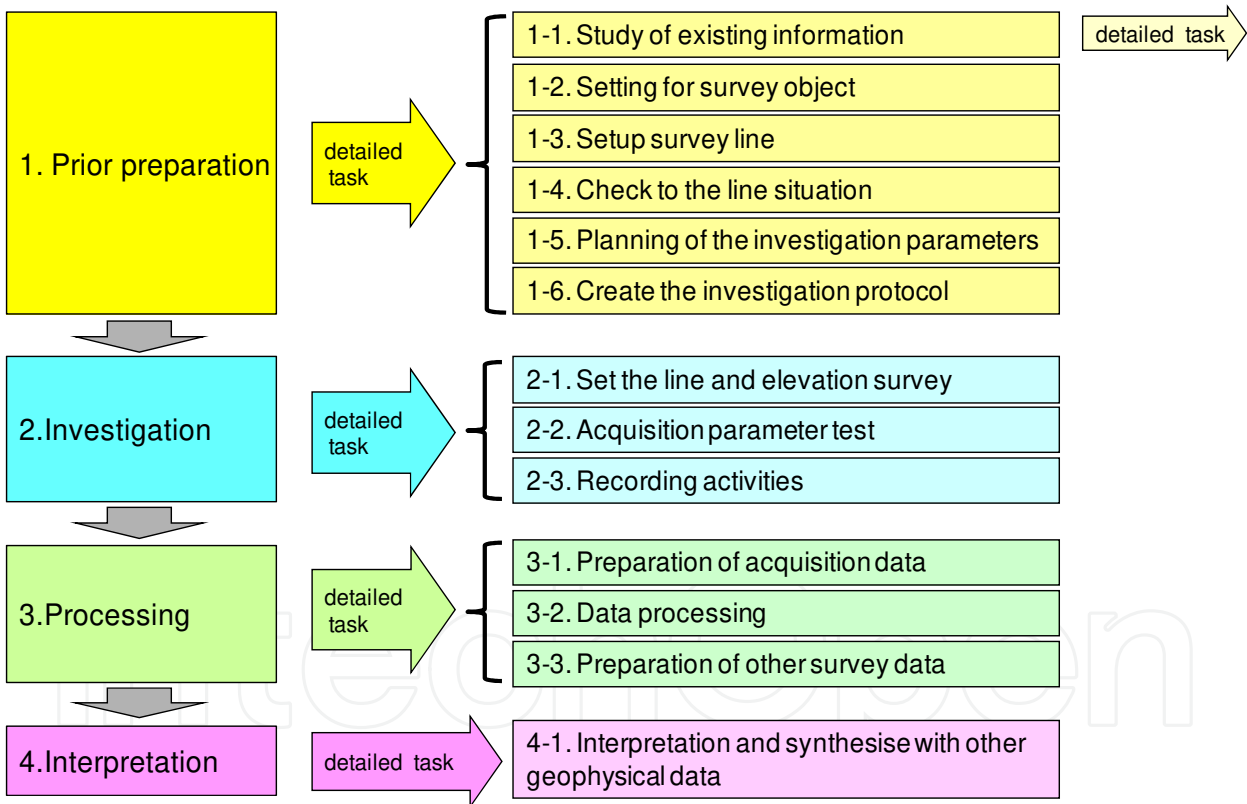 1. Prior preparation
detailed
task
1-1. Study of existing information
detailed task
1-2. Setting for survey object
1-3. Setup survey line
1-4. Check to the line situation
1-5. Planning of the investigation parameters
1-6. Create the investigation protocol
2.Investigation
detailed
task
2-1. Set the line and elevation survey
2-2. Acquisition parameter test
2-3. Recording activities
3.Processing
detailed
task
3-1. Preparation of acquisition data
3-2. Data processing
3-3. Preparation of other survey data
IntechOpen
4.Interpretation
detailed task
4-1. Interpretation and synthesise with other
geophysical data